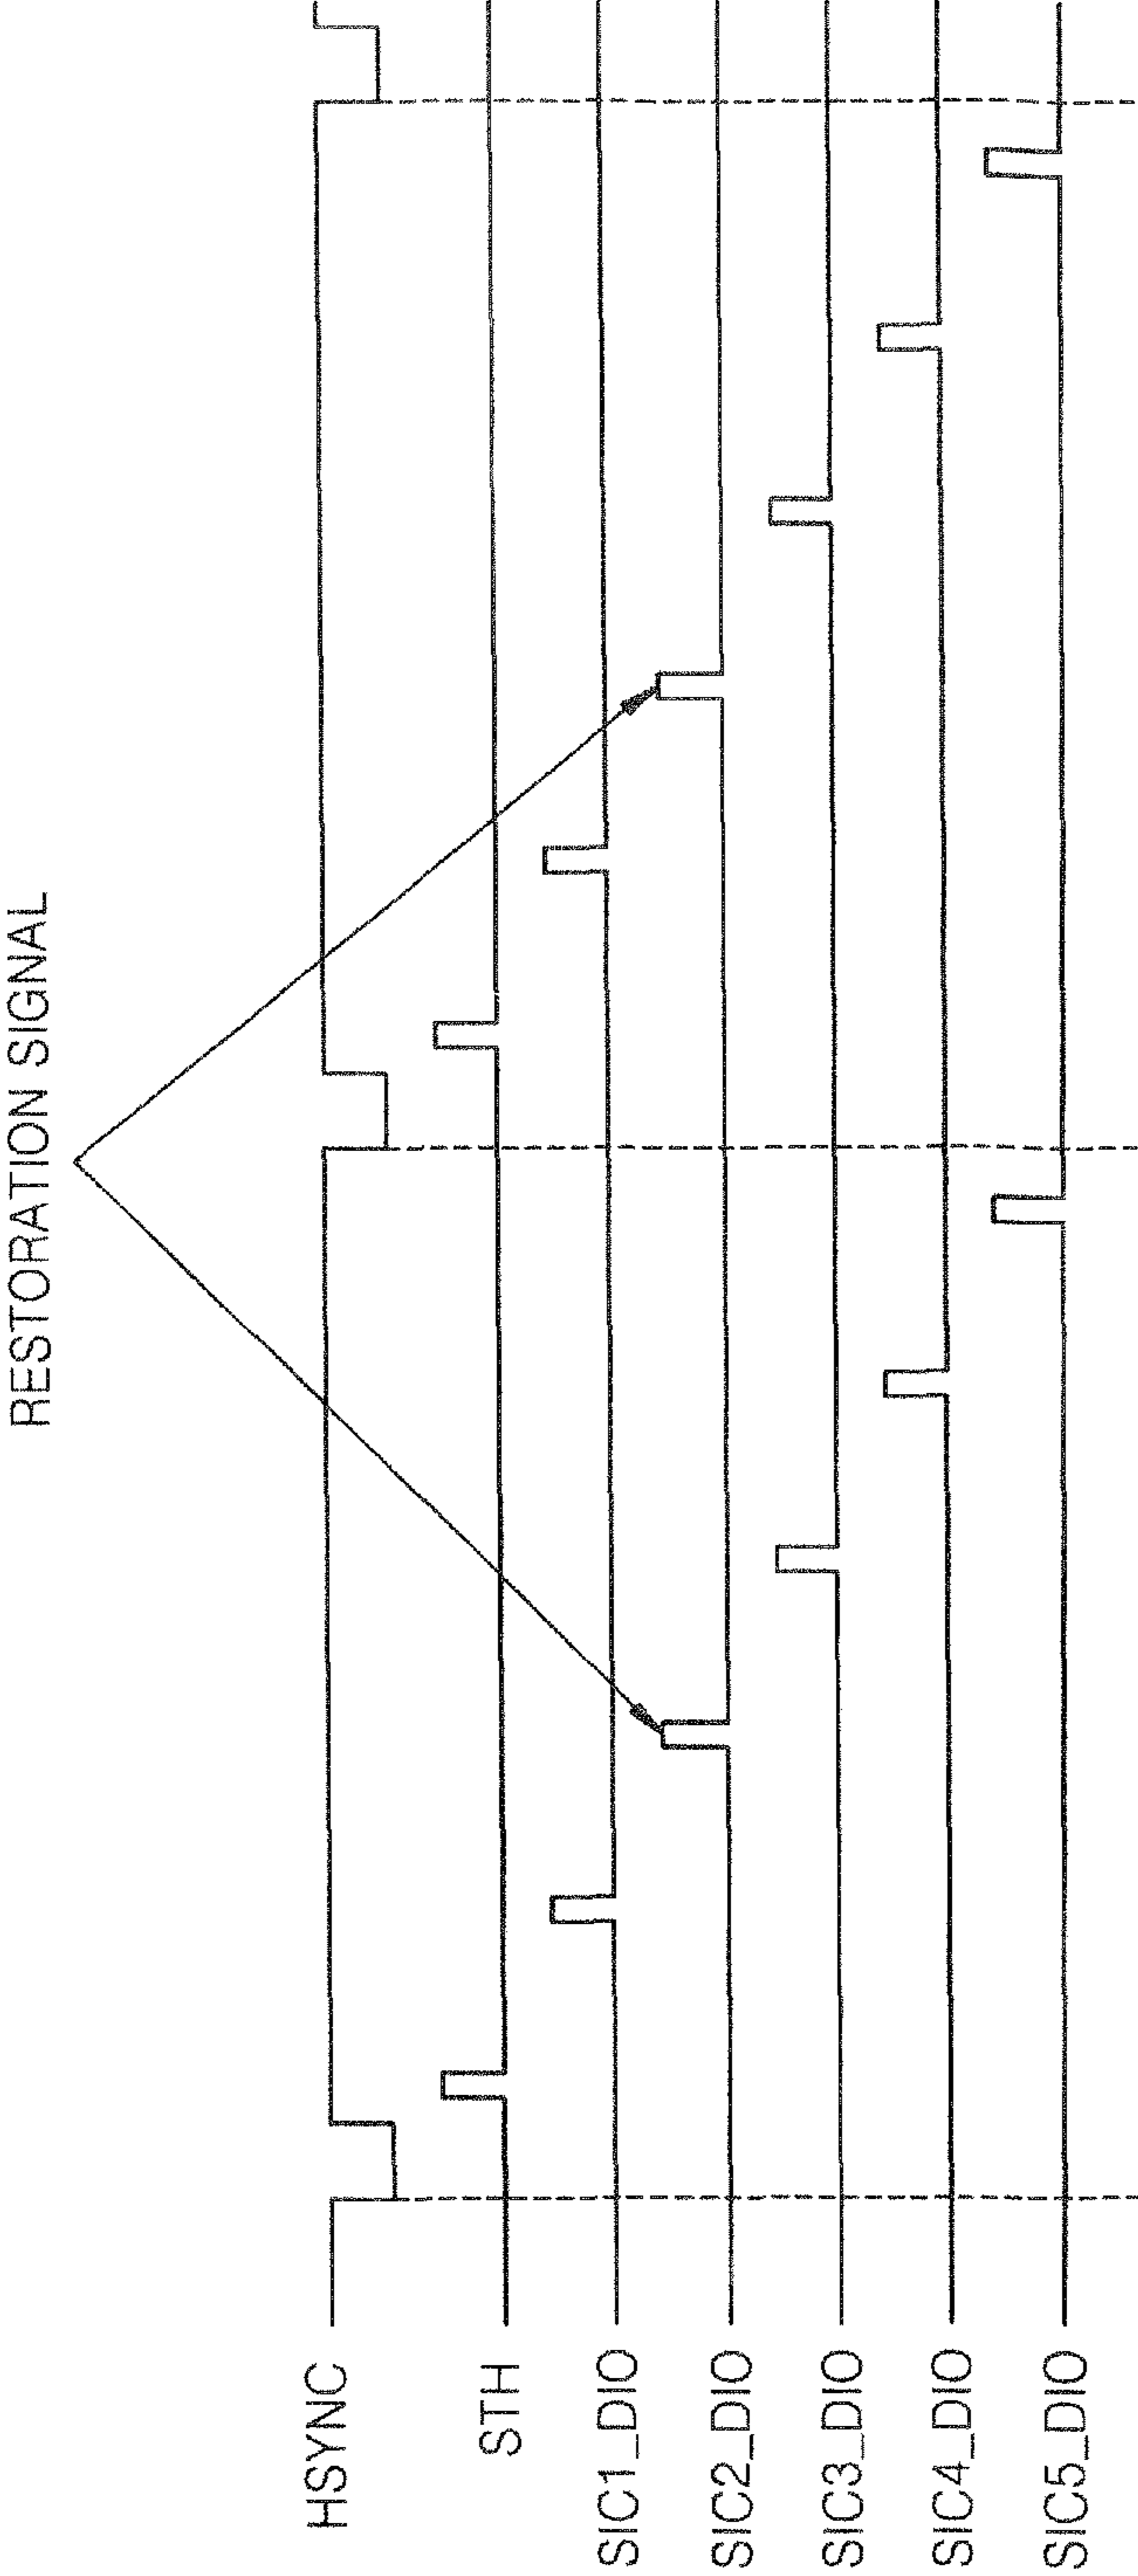 RESTORATION SIGNAL
HSYNC
STH
SIC1_DIO
SIC2_DIO
SIC3_DIO
SIC4_DIO
SIC5_DIO